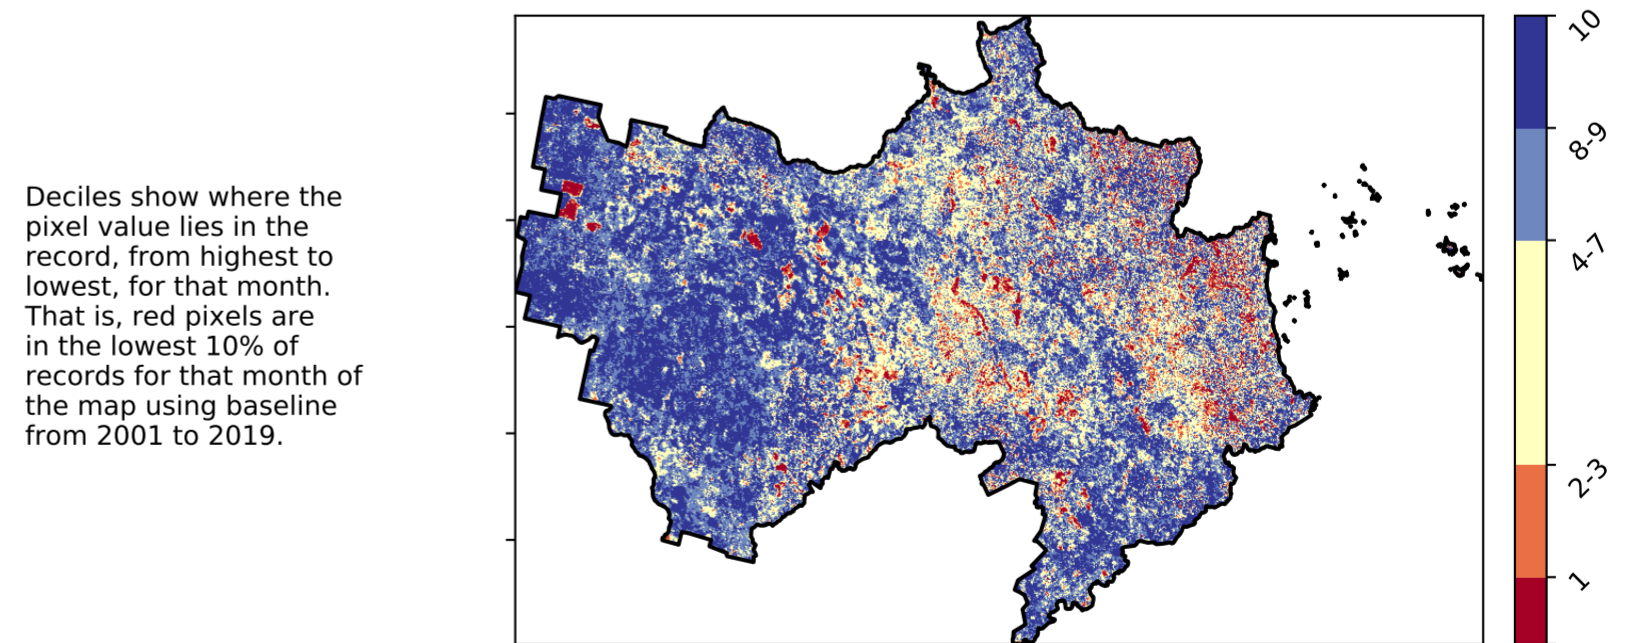 Deciles show where the
pixel value lies in the
record, from highest to
lowest, for that month.
That is, red pixels are
in the lowest 10% of
records for that month of
the map using baseline
from 2001 to 2019.
10
8-9
4-7
2-3
1